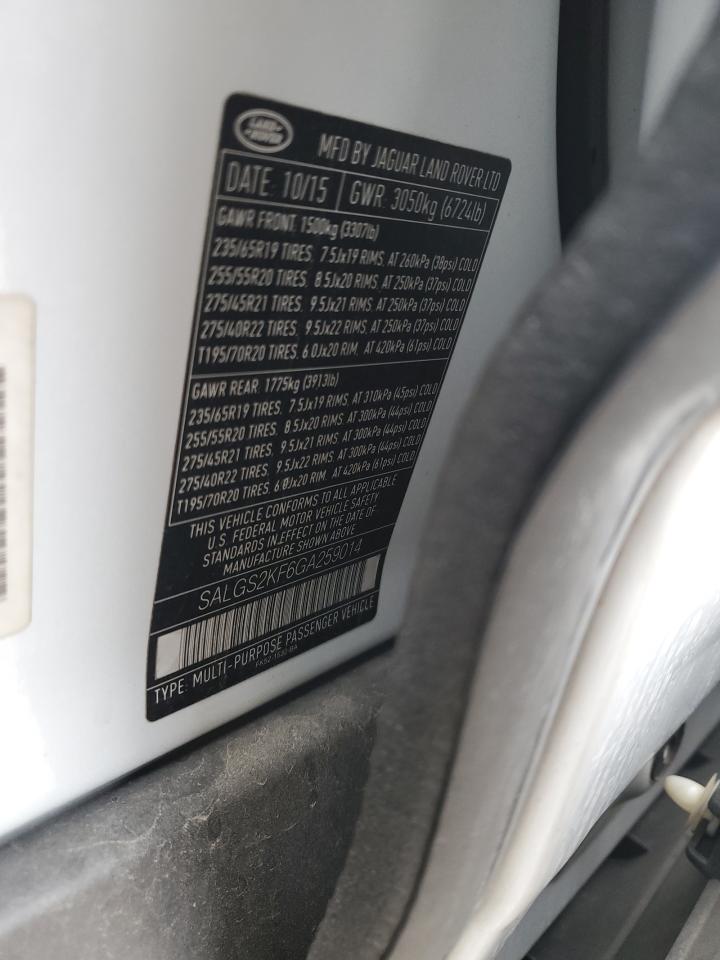 LAND
ROVER
MFD BY JAGUAR LAND ROVER LTD
DATE: 10/15 GWR: 3050kg (6724lb)
GAWR FRONT: 1500kg (3307lb)
235/65R19 TIRES, 7.5Jx19 RIMS, AT 260kPa (38psi) COLD
255/55R20 TIRES, 8.5Jx20 RIMS, AT 250kPa (37psi) COLD
275/45R21 TIRES, 9.5Jx21 RIMS, AT 250kPa (37psi) COLD
275/40R22 TIRES, 9.5Jx22 RIMS, AT 250kPa (37psi) COLD
T195/70R20 TIRES, 6.0Jx20 RIM, AT 420kPa (61psi) COLD
GAWR REAR: 1775kg (3913lb)
235/65R19 TIRES, 7.5Jx19 RIMS, AT 310kPa (45psi) COLD
255/55R20 TIRES, 8.5Jx20 RIMS, AT 300kPa (44psi) COLD
275/45R21 TIRES, 9.5Jx21 RIMS, AT 300kPa (44psi) COLD
275/40R22 TIRES, 9.5Jx22 RIMS, AT 300kPa (44psi) COLD
T195/70R20 TIRES, 6.0Jx20 RIM, AT 420kPa (61psi) COLD
THIS VEHICLE CONFORMS TO ALL APPLICABLE
U.S. FEDERAL MOTOR VEHICLE SAFETY
STANDARDS IN EFFECT ON THE DATE OF
MANUFACTURE SHOWN ABOVE.
SALGS2KF6GA259014
TYPE: MULTI-PURPOSE PASSENGER VEHICLE